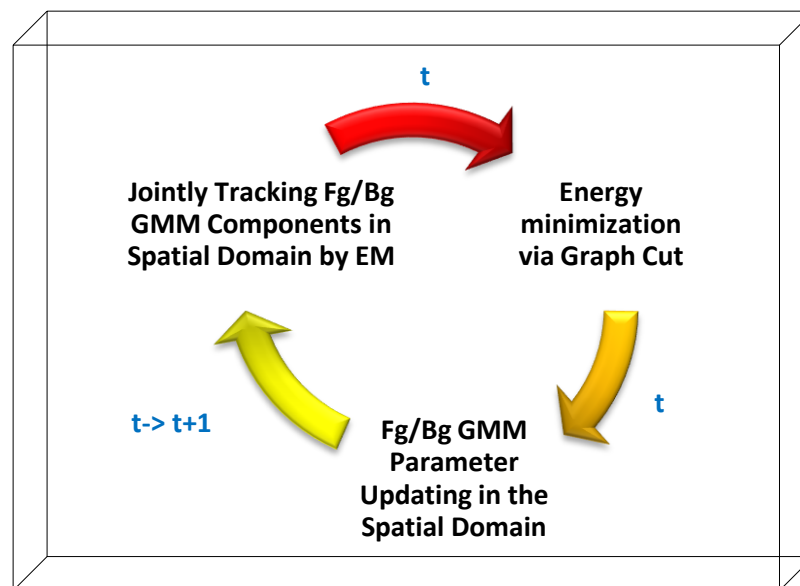 t
Jointly Tracking Fg/Bg
GMM Components in
Spatial Domain by EM
Energy
minimization
via Graph Cut
t
t-> t+1
Fg/Bg GMM
Parameter
Updating in the
Spatial Domain